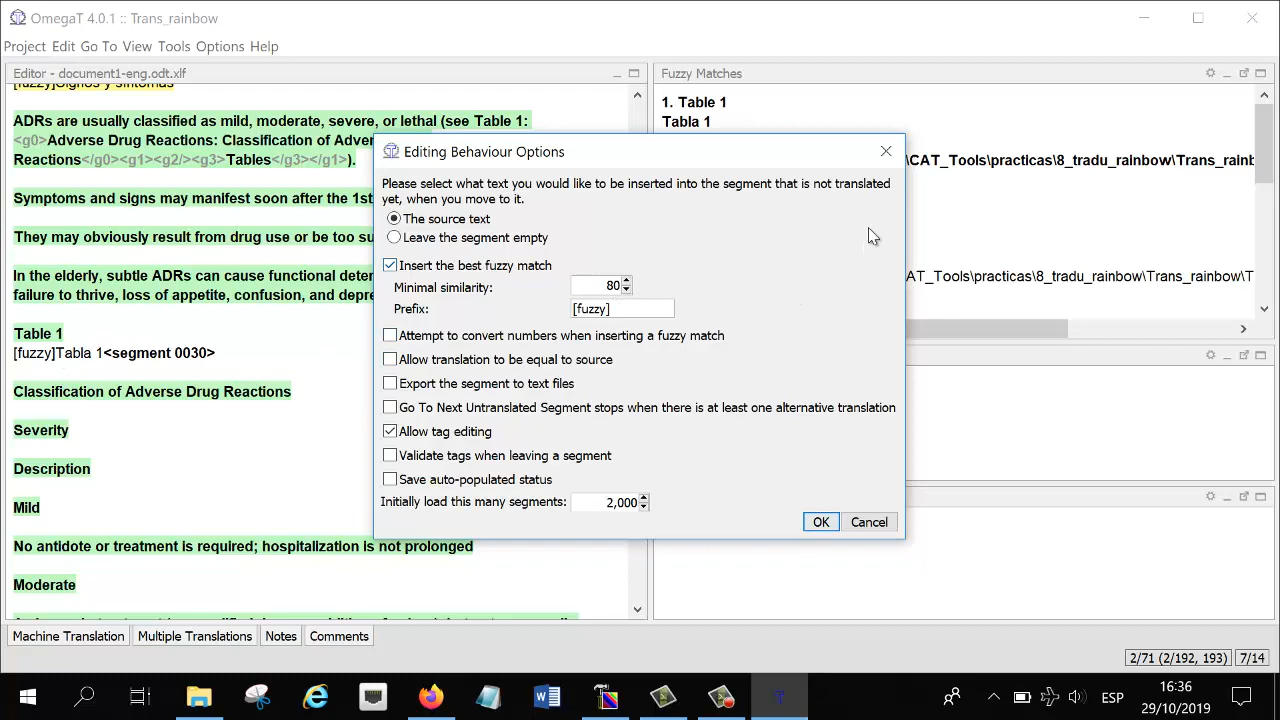 OmegaT 4.0.1 :: Trans_rainbow
Project Edit Go To View Tools Options Help
Editor - document1-eng.odt.xlf
[fuzzy]Signos y síntomas
ADRs are usually classified as mild, moderate, severe, or lethal (see Table 1:
<g0>Adverse Drug Reactions: Classification of Adver
Reactions</g0><g1><g2/><g3>Tables</g3></g1>).
Symptoms and signs may manifest soon after the 1st
They may obviously result from drug use or be too su
In the elderly, subtle ADRs can cause functional deter
failure to thrive, loss of appetite, confusion, and depre
Table 1
[fuzzy]Tabla 1<segment 0030>
Classification of Adverse Drug Reactions
Severity
Description
Mild
No antidote or treatment is required; hospitalization is not prolonged
Moderate
Fuzzy Matches
1. Table 1
Tabla 1
\CAT_Tools\practicas\8_tradu_rainbow\Trans_rainb
CAT_Tools\practicas\8_tradu_rainbow\Trans_rainbow\T
Editing Behaviour Options
Please select what text you would like to be inserted into the segment that is not translated
yet, when you move to it.
The source text
Leave the segment empty
Insert the best fuzzy match
Minimal similarity: 80
Prefix: [fuzzy]
Attempt to convert numbers when inserting a fuzzy match
Allow translation to be equal to source
Export the segment to text files
Go To Next Untranslated Segment stops when there is at least one alternative translation
Allow tag editing
Validate tags when leaving a segment
Save auto-populated status
Initially load this many segments: 2,000
OK Cancel
Machine Translation Multiple Translations Notes Comments
2/71 (2/192, 193) 7/14
ESP
16:36
29/10/2019